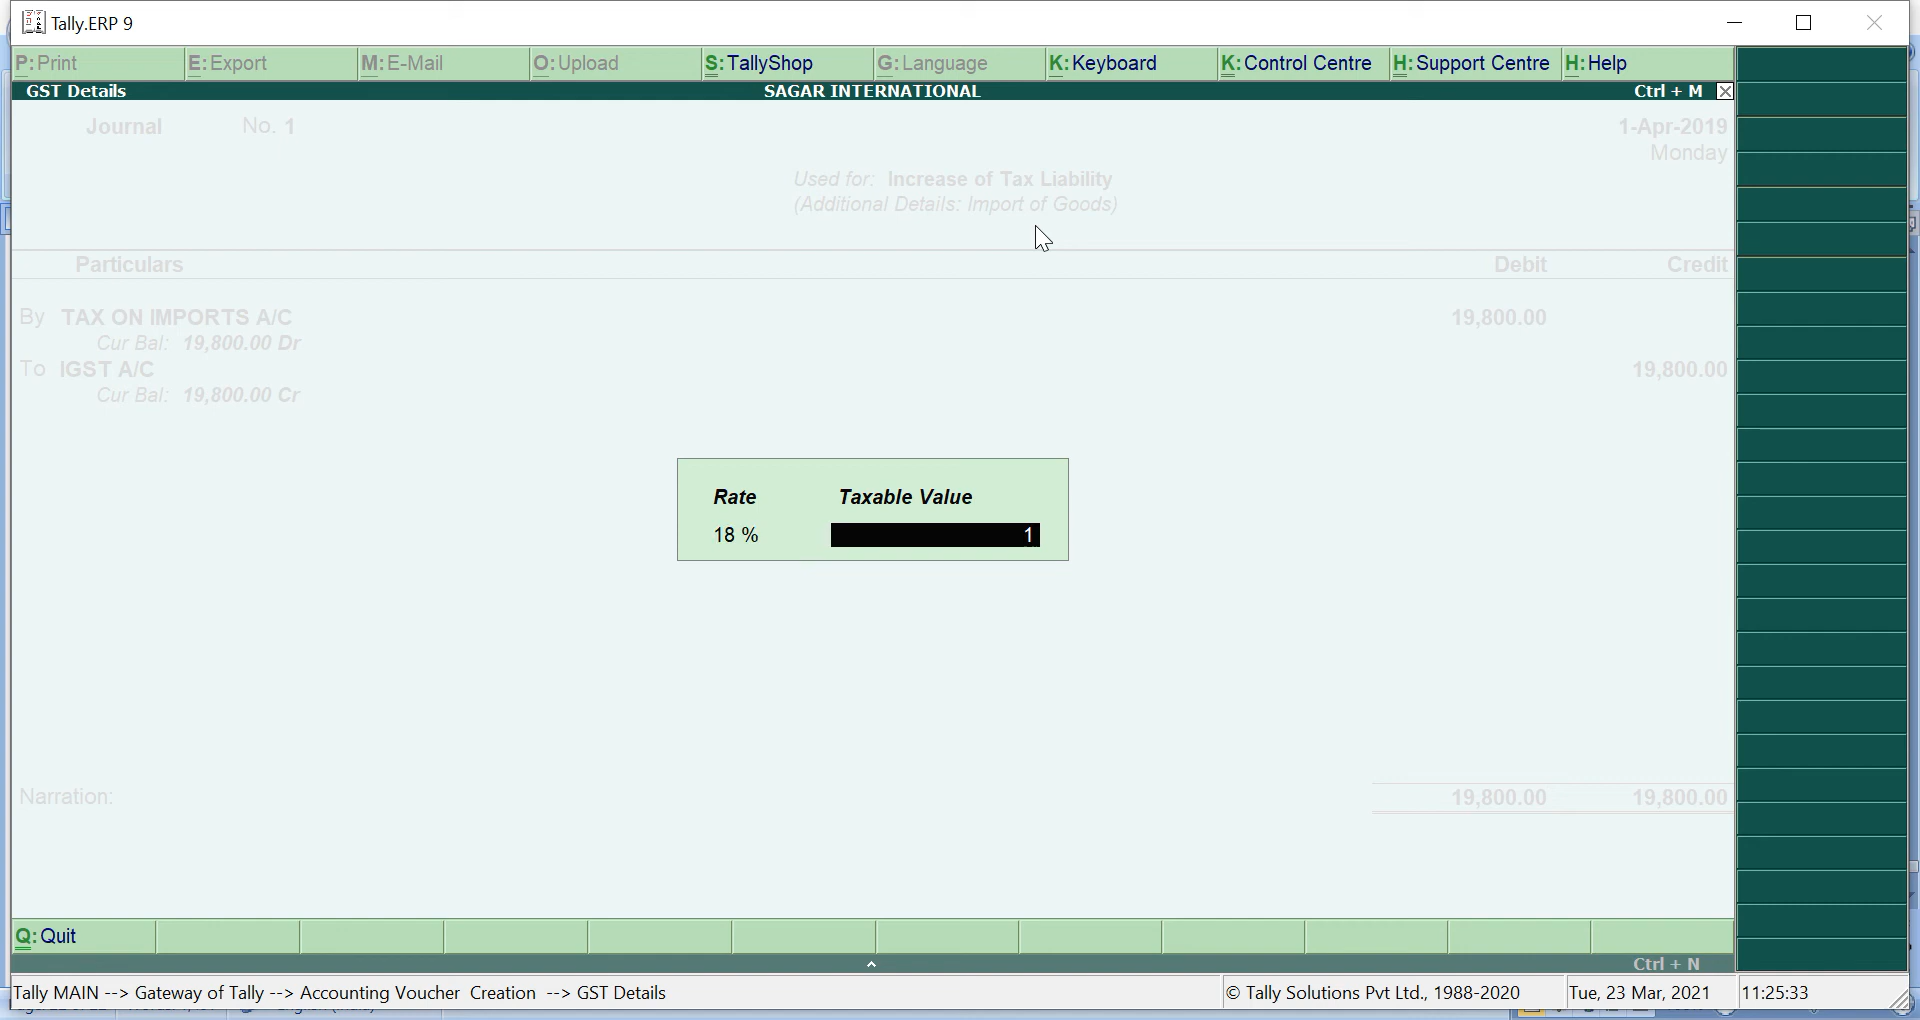 Tally.ERP 9
P: Print E: Export M: E-Mail O: Upload S: TallyShop G: Language K: Keyboard K: Control Centre H: Support Centre H: Help
GST Details SAGAR INTERNATIONAL Ctrl + M
Journal No. 1 1-Apr-2019
Monday
Used for: Increase of Tax Liability
(Additional Details: Import of Goods)
Particulars Debit Credit
By TAX ON IMPORTS A/C 19,800.00
Cur Bal: 19,800.00 Dr
To IGST A/C 19,800.00
Cur Bal: 19,800.00 Cr
Rate Taxable Value
18 % 1
Narration: 19,800.00 19,800.00
Q: Quit
Ctrl + N
Tally MAIN --> Gateway of Tally --> Accounting Voucher Creation --> GST Details © Tally Solutions Pvt Ltd., 1988-2020 Tue, 23 Mar, 2021 11:25:33